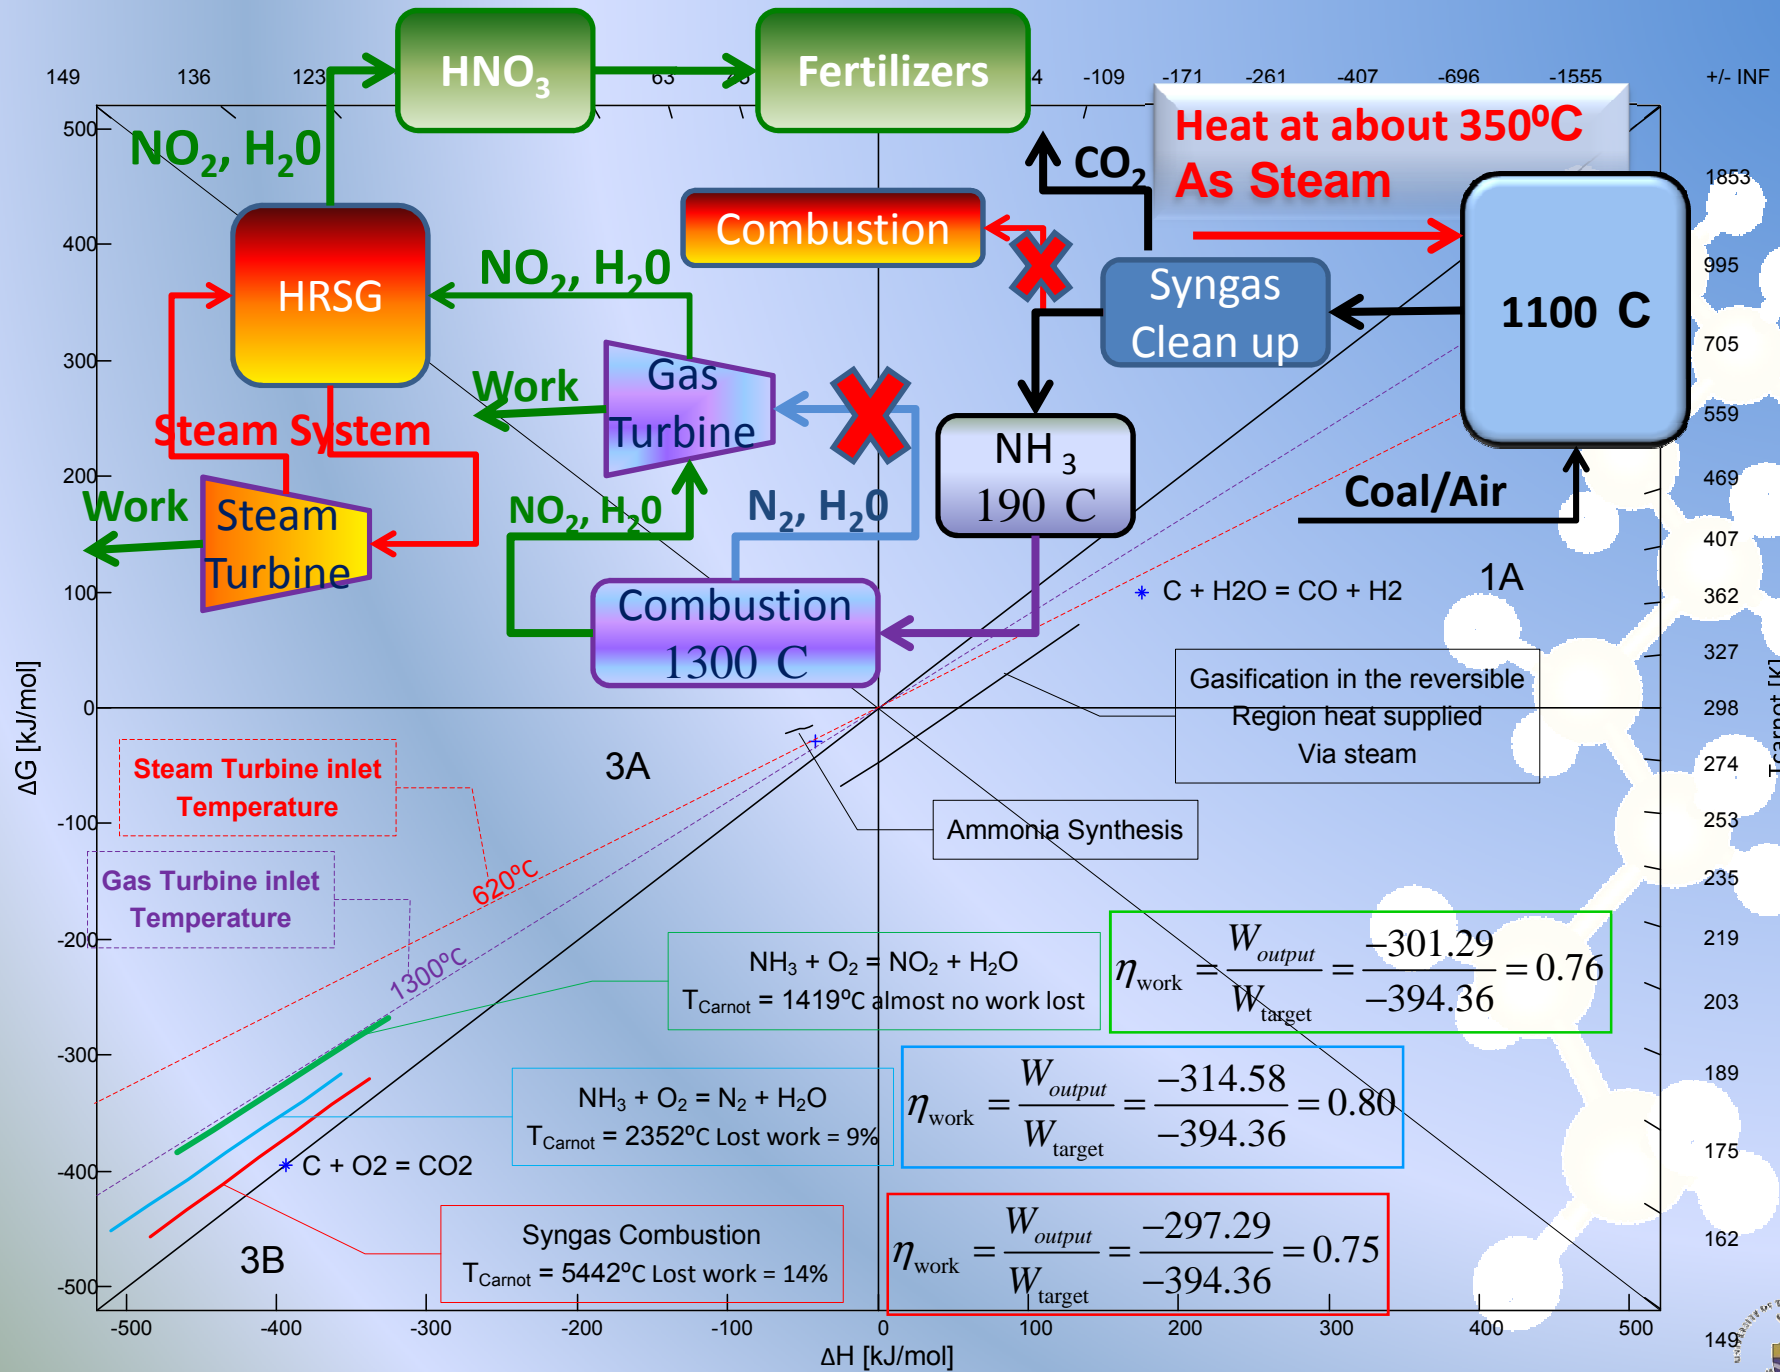 HNO3
Fertilizers
149
136
123
63
4
-109
-171
-261
-407
-696
-1555
+/- INF
NO2, H20
CO2
Heat at about 350⁰C
As Steam
Combustion
HRSG
NO2, H20
Syngas
Clean up
1100 C
Gas
Turbine
Work
Steam System
NH3
190 C
Coal/Air
Work
Steam
Turbine
NO2, H20
N2, H20
Combustion
1300 C
1A
C + H2O = CO + H2
Gasification in the reversible
Region heat supplied
Via steam
3A
Ammonia Synthesis
Steam Turbine inlet
Temperature
Gas Turbine inlet
Temperature
620⁰C
1300⁰C
NH3 + O2 = NO2 + H2O
TCarnot = 1419⁰C almost no work lost
ηwork = Woutput / Wtarget = −301.29 / −394.36 = 0.76
NH3 + O2 = N2 + H2O
TCarnot = 2352⁰C Lost work = 9%
ηwork = Woutput / Wtarget = −314.58 / −394.36 = 0.80
C + O2 = CO2
3B
Syngas Combustion
TCarnot = 5442⁰C Lost work = 14%
ηwork = Woutput / Wtarget = −297.29 / −394.36 = 0.75
500
400
300
200
100
0
-100
-200
-300
-400
-500
ΔG [kJ/mol]
-500
-400
-300
-200
-100
0
100
200
300
400
500
ΔH [kJ/mol]
1853
995
705
559
469
407
362
327
298
274
253
235
219
203
189
175
162
149
Tcarnot [K]